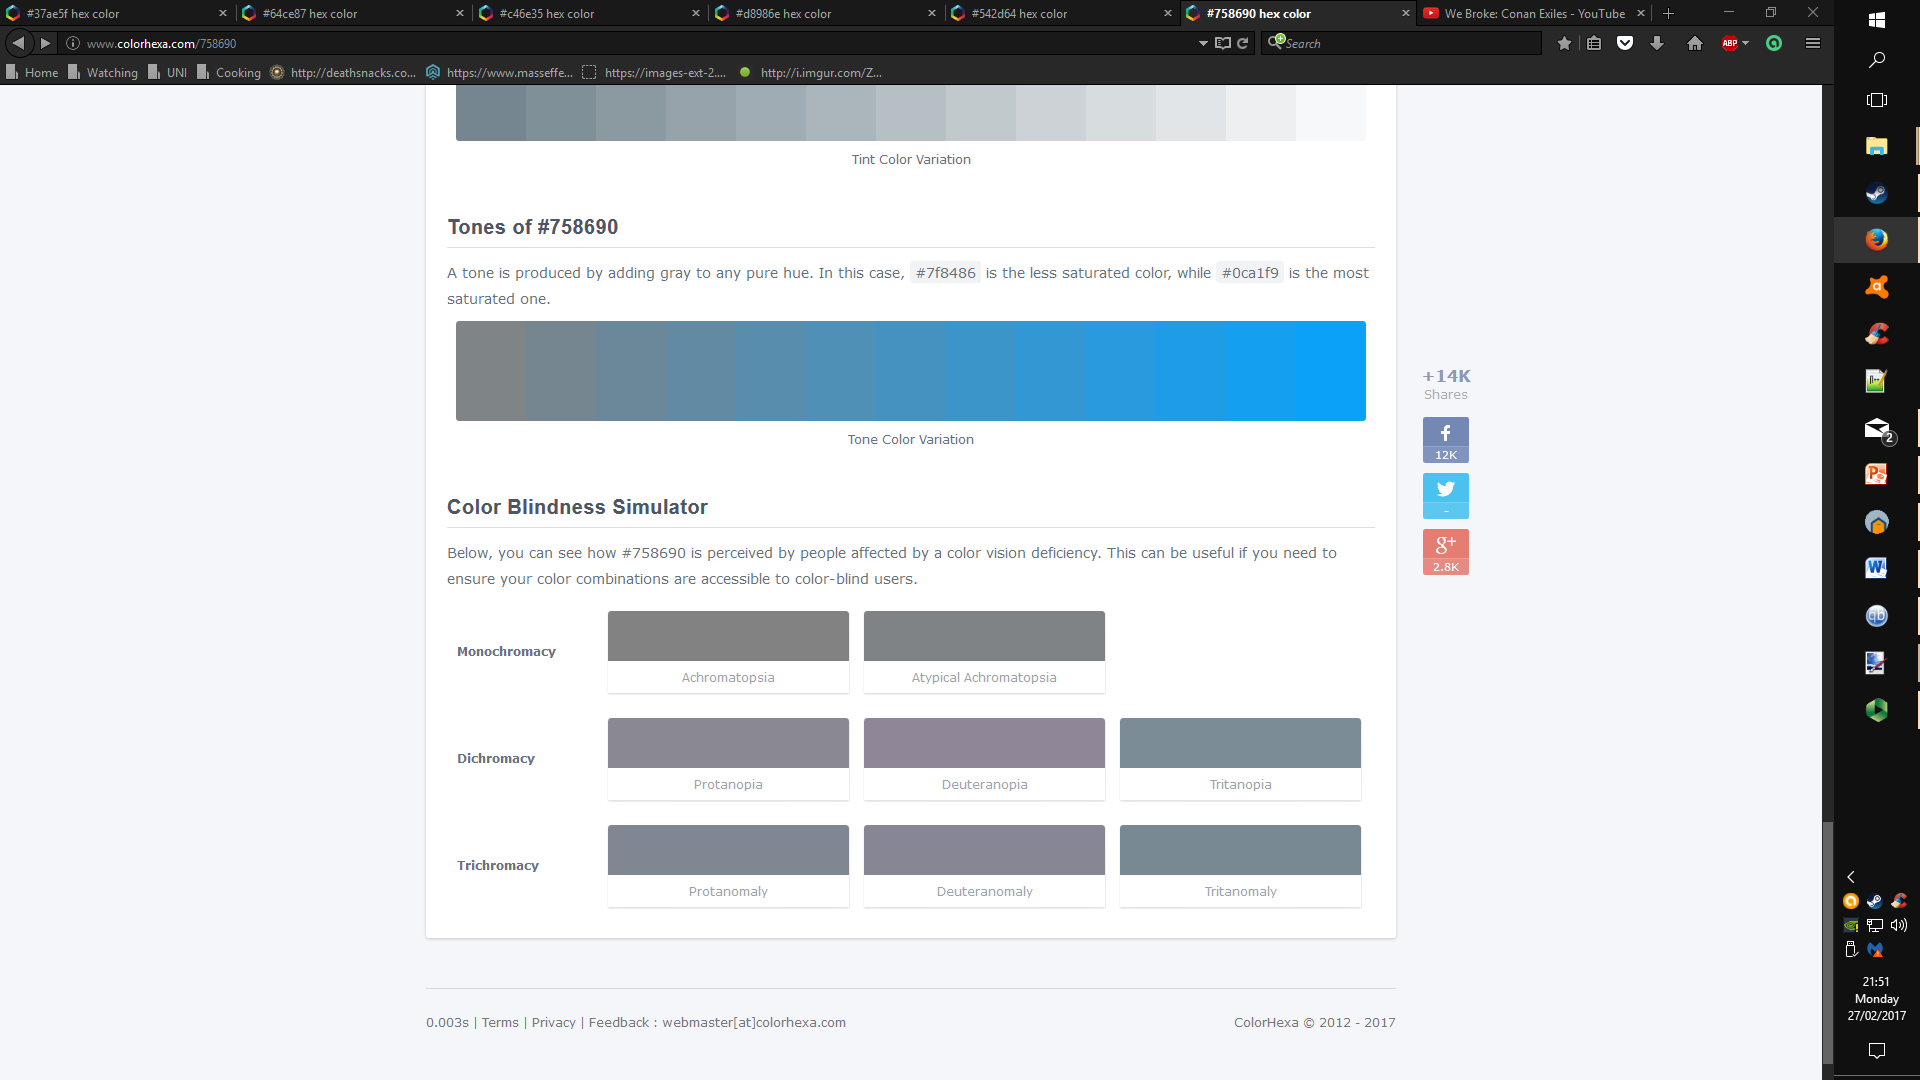 #37ae5f hex color
#64ce87 hex color
#c46e35 hex color
#d8986e hex color
#542d64 hex color
#758690 hex color
We Broke: Conan Exiles - YouTube
www.colorhexa.com/758690
Search
ABP
Home
Watching
UNI
Cooking
http://deathsnacks.co...
https://www.masseffe...
https://images-ext-2....
http://i.imgur.com/Z...
Tint Color Variation
Tones of #758690
A tone is produced by adding gray to any pure hue. In this case, #7f8486 is the less saturated color, while #0ca1f9 is the most
saturated one.
Tone Color Variation
+14K
Shares
12K
-
g+
2.8K
Color Blindness Simulator
Below, you can see how #758690 is perceived by people affected by a color vision deficiency. This can be useful if you need to
ensure your color combinations are accessible to color-blind users.
Monochromacy
Achromatopsia
Atypical Achromatopsia
Dichromacy
Protanopia
Deuteranopia
Tritanopia
Trichromacy
Protanomaly
Deuteranomaly
Tritanomaly
0.003s | Terms | Privacy | Feedback : webmaster[at]colorhexa.com
ColorHexa © 2012 - 2017
2
21:51
Monday
27/02/2017